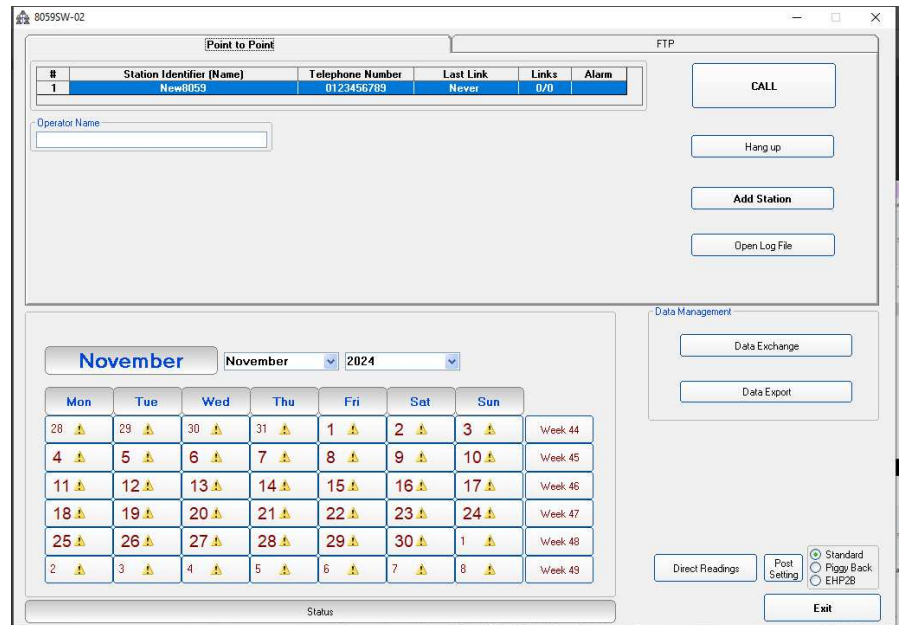 8059SW-02
Point to Point FTP
# Station Identifier (Name) Telephone Number Last Link Links Alarm
1 New8059 0123456789 Never 0/0
CALL
Operator Name
Hang up
Add Station
Open Log File
Data Management
Data Exchange
Data Export
November November 2024
Mon Tue Wed Thu Fri Sat Sun
28 29 30 31 1 2 3 Week 44
4 5 6 7 8 9 10 Week 45
11 12 13 14 15 16 17 Week 46
18 19 20 21 22 23 24 Week 47
25 26 27 28 29 30 1 Week 48
2 3 4 5 6 7 8 Week 49
Direct Readings
Post
Setting
Standard
Piggy Back
EHP2B
Status
Exit